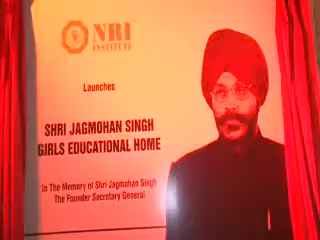 NRI
INSTITUTE
Launches
SHRI JAGMOHAN SINGH
GIRLS EDUCATIONAL HOME
In The Memory of Shri Jagmohan Singh
The Founder Secretary General